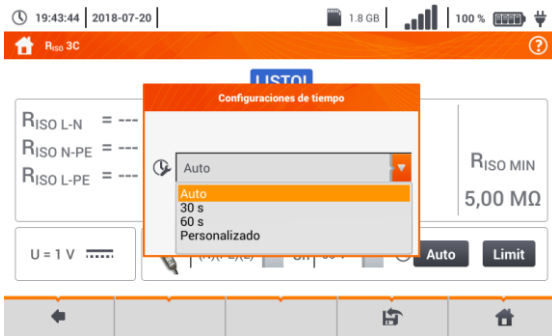 19:43:44 2018-07-20 1.8 GB 100 %
RISO 3C ?
Configuraciones de tiempo
RISO L-N = ---
RISO N-PE = ---
RISO L-PE = ---
Auto
Auto
30 s
60 s
Personalizado
RISO MIN
5,00 MΩ
U = 1 V
Auto
Limit